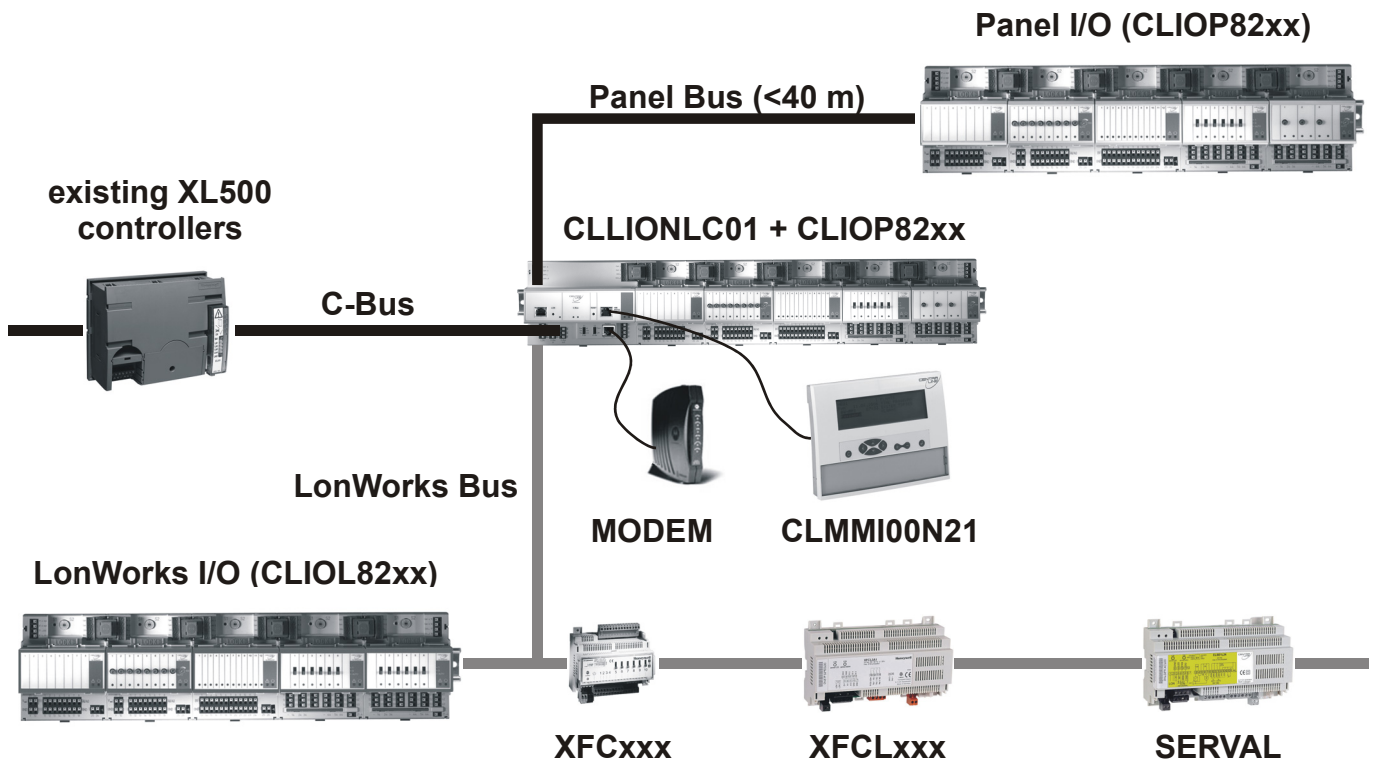 Panel I/O (CLIOP82xx)
Panel Bus (<40 m)
existing XL500
controllers
CLLIONLC01 + CLIOP82xx
C-Bus
LonWorks Bus
MODEM
CLMMI00N21
LonWorks I/O (CLIOL82xx)
XFCxxx
XFCLxxx
SERVAL